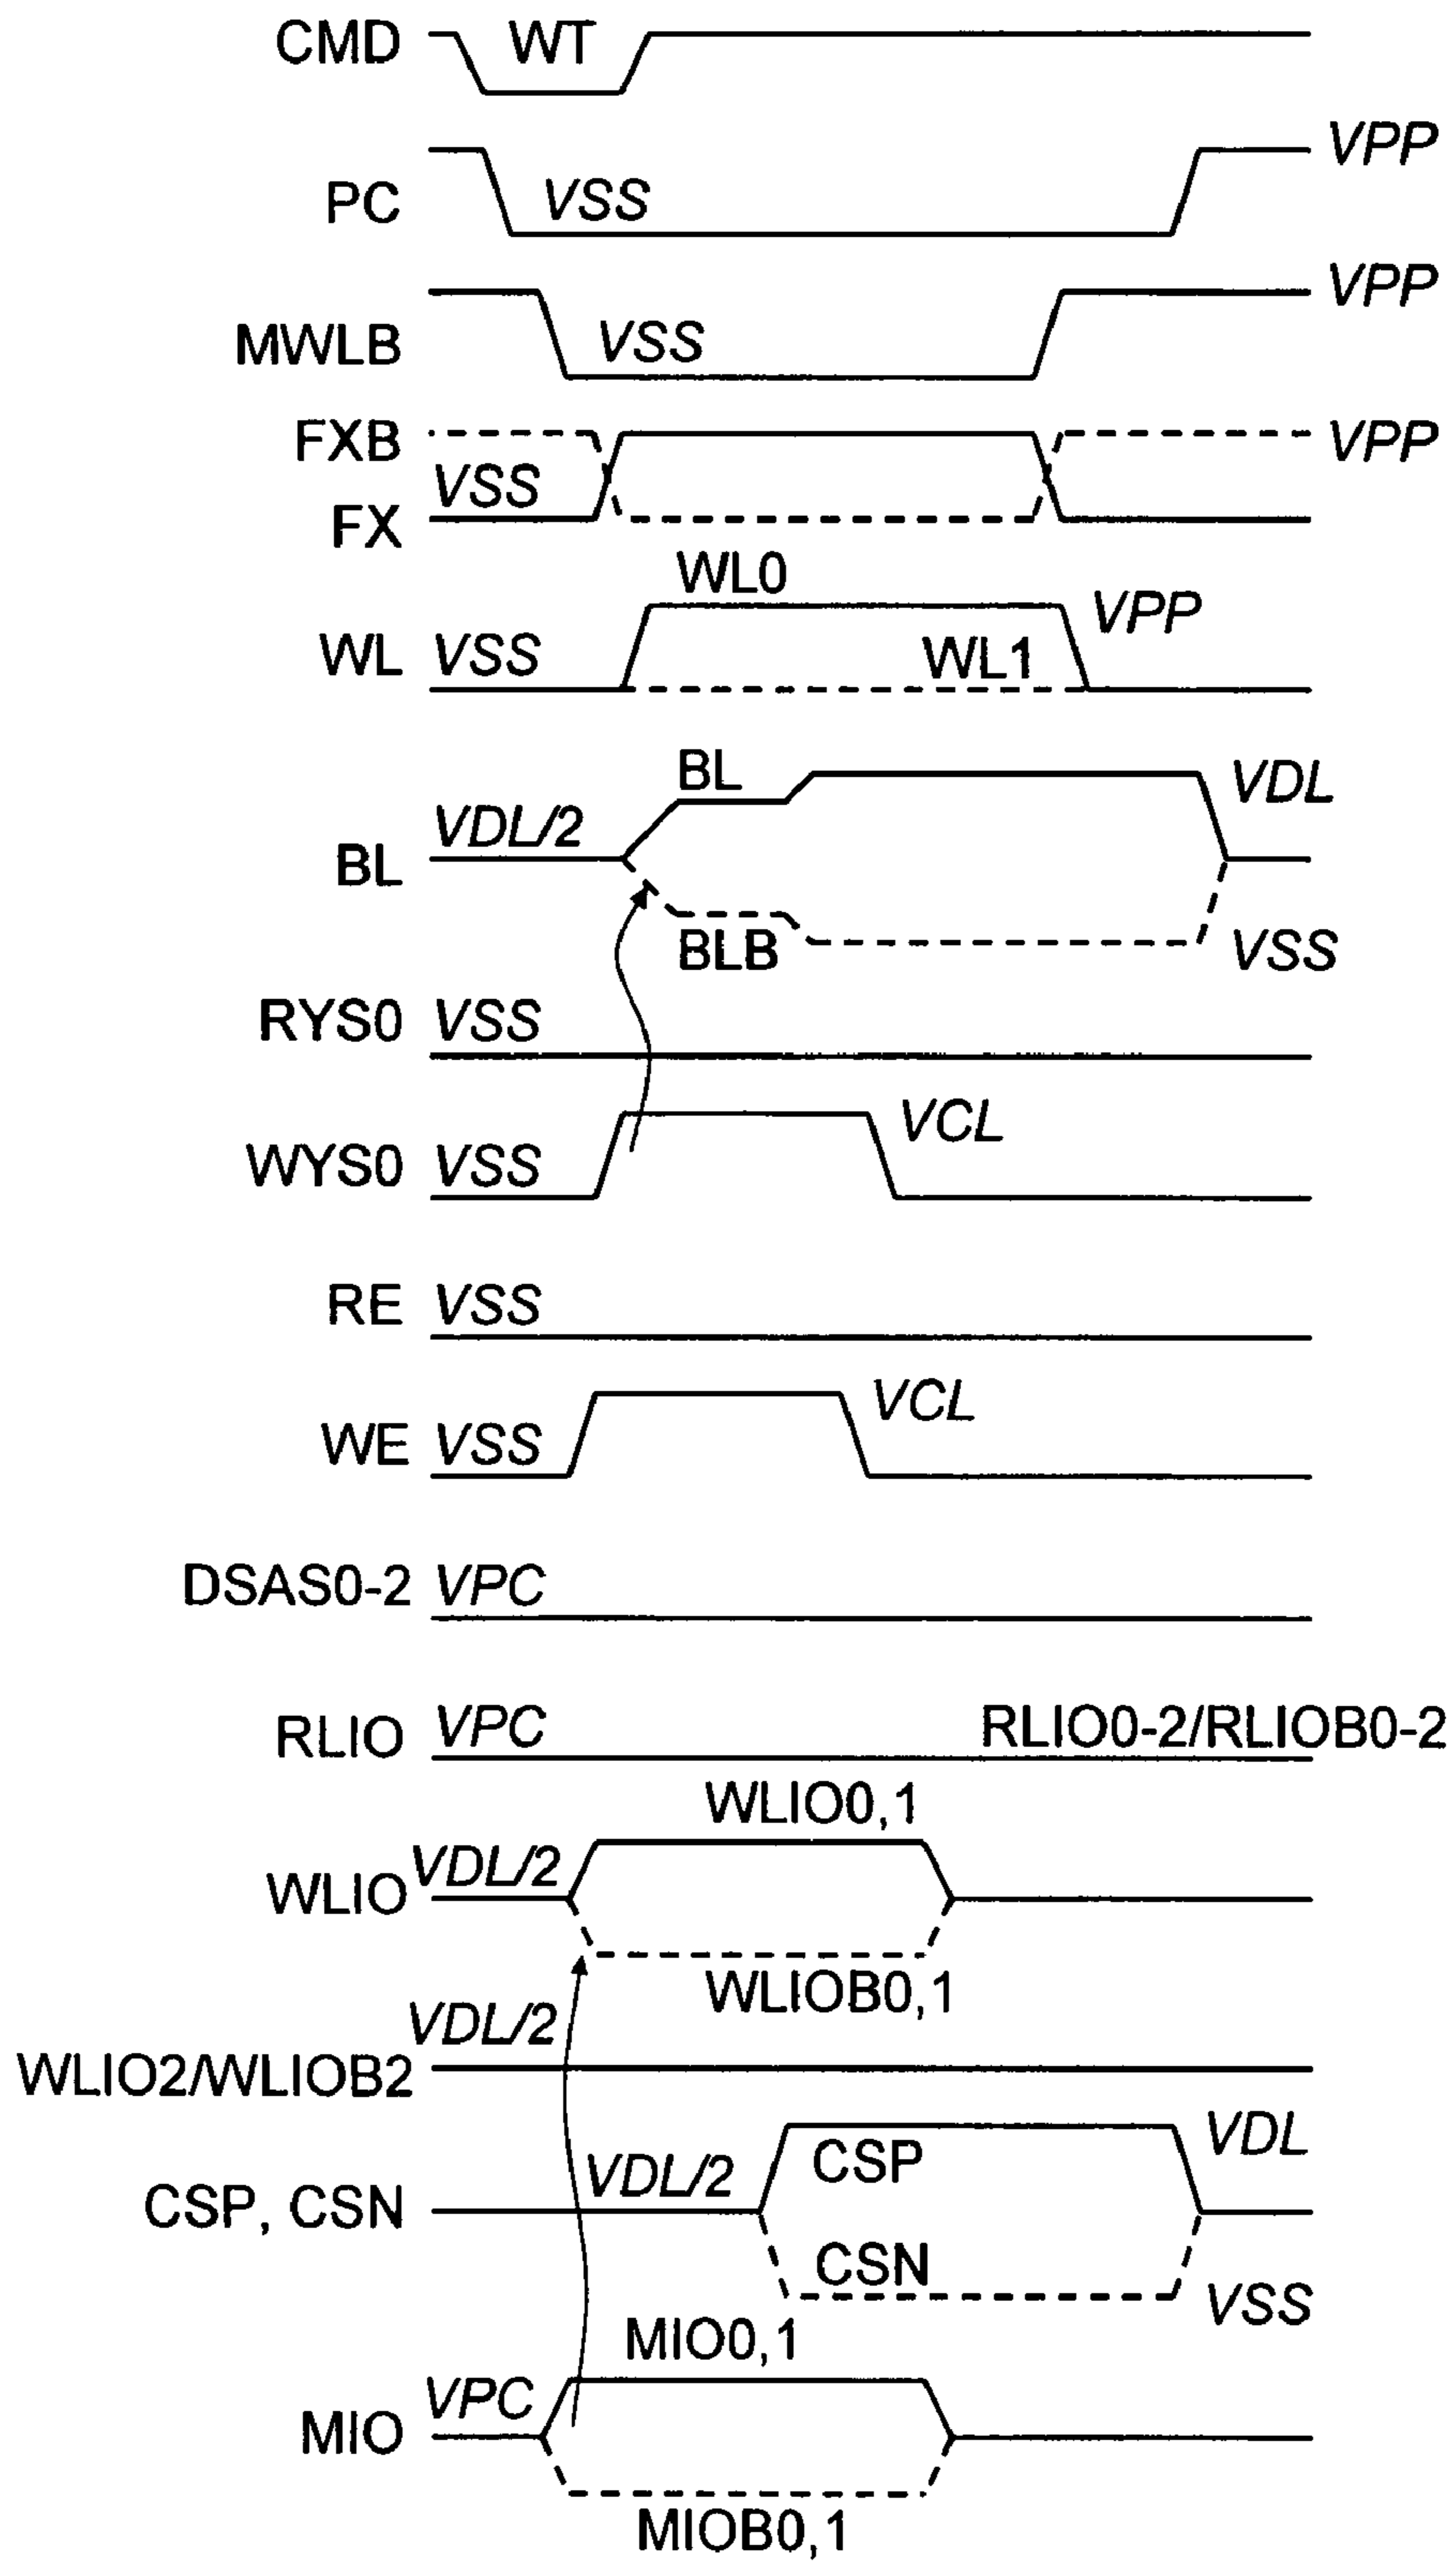 CMD WT
PC VSS VPP
MWLB VSS VPP
FXB VPP
VSS
FX
WL0
WL VSS WL1 VPP
BL
VDL/2 VDL
BL
BLB VSS
RYS0 VSS
WYS0 VSS VCL
RE VSS
WE VSS VCL
DSAS0-2 VPC
RLIO VPC RLIO0-2/RLIOB0-2
WLIO0,1
WLIO VDL/2
WLIOB0,1
VDL/2
WLIO2/WLIOB2
VDL
CSP
VDL/2
CSP, CSN
CSN
VSS
MIO0,1
VPC
MIO
MIOB0,1